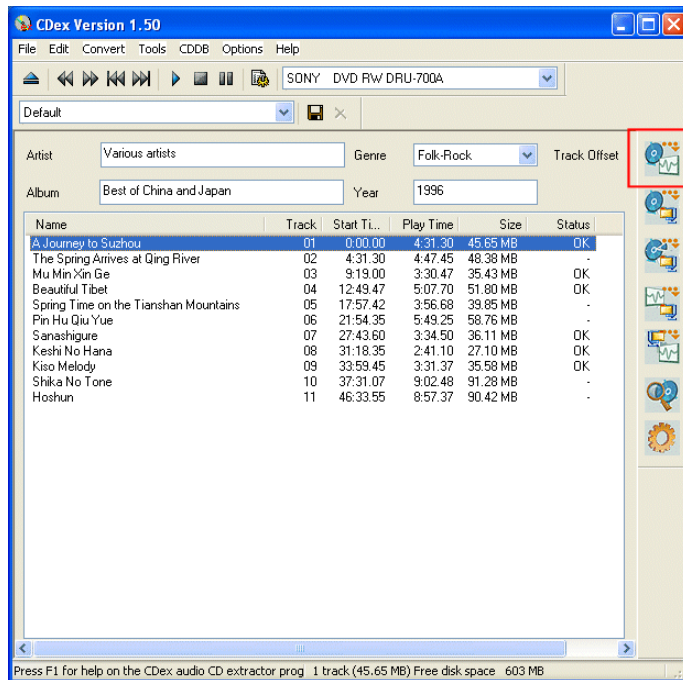 CDex Version 1.50
File Edit Convert Tools CDDB Options Help
SONY DVD RW DRU-700A
Default
Artist Various artists Genre Folk-Rock Track Offset
Album Best of China and Japan Year 1996
Name Track Start Ti... Play Time Size Status
A Journey to Suzhou 01 0:00.00 4:31.30 45.65 MB OK
The Spring Arrives at Qing River 02 4:31.30 4:47.45 48.38 MB -
Mu Min Xin Ge 03 9:19.00 3:30.47 35.43 MB OK
Beautiful Tibet 04 12:49.47 5:07.70 51.80 MB OK
Spring Time on the Tianshan Mountains 05 17:57.42 3:56.68 39.85 MB -
Pin Hu Qiu Yue 06 21:54.35 5:49.25 58.76 MB -
Sanashigure 07 27:43.60 3:34.50 36.11 MB OK
Keshi No Hana 08 31:18.35 2:41.10 27.10 MB OK
Kiso Melody 09 33:59.45 3:31.37 35.58 MB OK
Shika No Tone 10 37:31.07 9:02.48 91.28 MB -
Hoshun 11 46:33.55 8:57.37 90.42 MB -
Press F1 for help on the CDex audio CD extractor prog 1 track (45.65 MB) Free disk space 603 MB